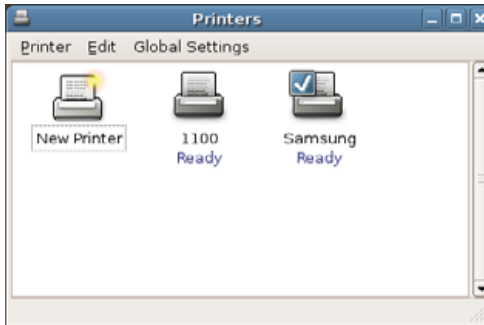 Printers
Printer Edit Global Settings
New Printer 1100 Samsung
Ready Ready